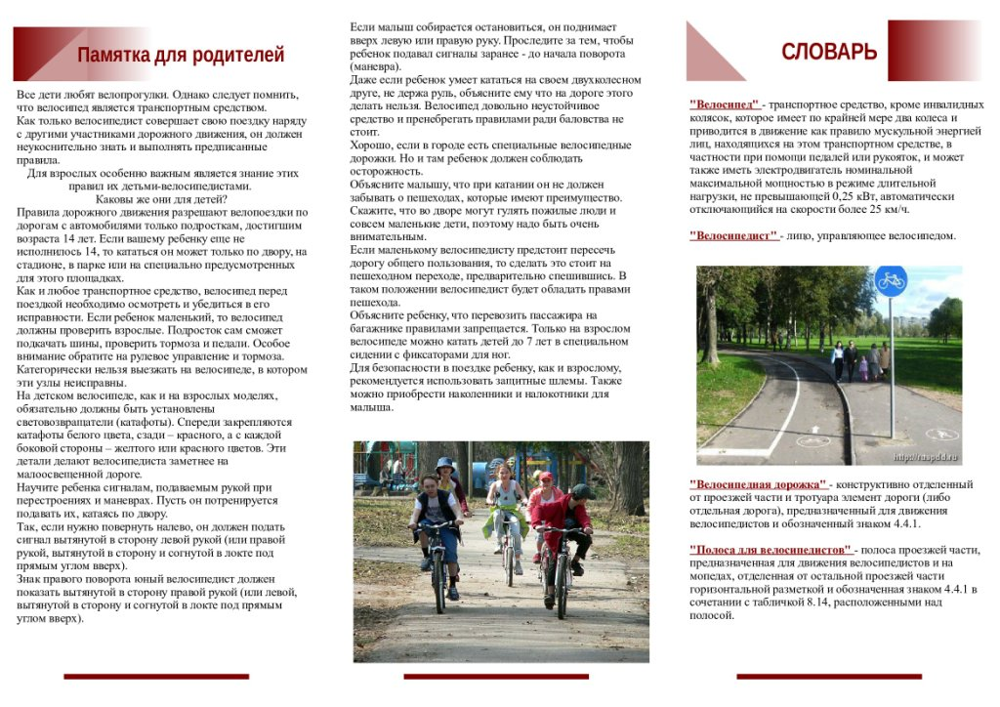 Памятка для родителей
Все дети любят велопрогулки. Однако следует помнить,
что велосипед является транспортным средством.
Как только велосипедист совершает свою поездку наряду
с другими участниками дорожного движения, он должен
неукоснительно знать и выполнять предписанные
правила.
Для взрослых особенно важным является знание этих
правил их детьми-велосипедистами.
Каковы же они для детей?
Правила дорожного движения разрешают велопоездки по
дорогам с автомобилями только подросткам, достигшим
возраста 14 лет. Если вашему ребенку еще не
исполнилось 14, то кататься он может только по двору, на
стадионе, в парке или на специально предусмотренных
для этого площадках.
Как и любое транспортное средство, велосипед перед
поездкой необходимо осмотреть и убедиться в его
исправности. Если ребенок маленький, то велосипед
должны проверить взрослые. Подросток сам сможет
подкачать шины, проверить тормоза и педали. Особое
внимание обратите на рулевое управление и тормоза.
Категорически нельзя выезжать на велосипеде, в котором
эти узлы неисправны.
На детском велосипеде, как и на взрослых моделях,
обязательно должны быть установлены
световозвращатели (катафоты). Спереди закрепляются
катафоты белого цвета, сзади – красного, а с каждой
боковой стороны – желтого или красного цветов. Эти
детали делают велосипедиста заметнее на
малоосвещенной дороге.
Научите ребенка сигналам, подаваемым рукой при
перестроениях и маневрах. Пусть он потренируется
подавать их, катаясь по двору.
Так, если нужно повернуть налево, он должен подать
сигнал вытянутой в сторону левой рукой (или правой
рукой, вытянутой в сторону и согнутой в локте под
прямым углом вверх).
Знак правого поворота юный велосипедист должен
показать вытянутой в сторону правой рукой (или левой,
вытянутой в сторону и согнутой в локте под прямым
углом вверх).
Если малыш собирается остановиться, он поднимает
вверх левую или правую руку. Проследите за тем, чтобы
ребенок подавал сигналы заранее - до начала поворота
(маневра).
Даже если ребенок умеет кататься на своем двухколесном
друге, не держа руль, объясните ему что на дороге этого
делать нельзя. Велосипед довольно неустойчивое
средство и пренебрегать правилами ради баловства не
стоит.
Хорошо, если в городе есть специальные велосипедные
дорожки. Но и там ребенок должен соблюдать
осторожность.
Объясните малышу, что при катании он не должен
забывать о пешеходах, которые имеют преимущество.
Скажите, что во дворе могут гулять пожилые люди и
совсем маленькие дети, поэтому надо быть очень
внимательным.
Если маленькому велосипедисту предстоит пересечь
дорогу общего пользования, то сделать это стоит на
пешеходном переходе, предварительно спешившись. В
таком положении велосипедист будет обладать правами
пешехода.
Объясните ребенку, что перевозить пассажира на
багажнике правилами запрещается. Только на взрослом
велосипеде можно катать детей до 7 лет в специальном
сидении с фиксаторами для ног.
Для безопасности в поездке ребенку, как и взрослому,
рекомендуется использовать защитные шлемы. Также
можно приобрести наколенники и налокотники для
малыша.
СЛОВАРЬ
"Велосипед" - транспортное средство, кроме инвалидных
колясок, которое имеет по крайней мере два колеса и
приводится в движение как правило мускульной энергией
лиц, находящихся на этом транспортном средстве, в
частности при помощи педалей или рукояток, и может
также иметь электродвигатель номинальной
максимальной мощностью в режиме длительной
нагрузки, не превышающей 0,25 кВт, автоматически
отключающийся на скорости более 25 км/ч.
"Велосипедист" - лицо, управляющее велосипедом.
http://ruspdd.ru
"Велосипедная дорожка" - конструктивно отделенный
от проезжей части и тротуара элемент дороги (либо
отдельная дорога), предназначенный для движения
велосипедистов и обозначенный знаком 4.4.1.
"Полоса для велосипедистов" - полоса проезжей части,
предназначенная для движения велосипедистов и на
мопедах, отделенная от остальной проезжей части
горизонтальной разметкой и обозначенная знаком 4.4.1 в
сочетании с табличкой 8.14, расположенными над
полосой.